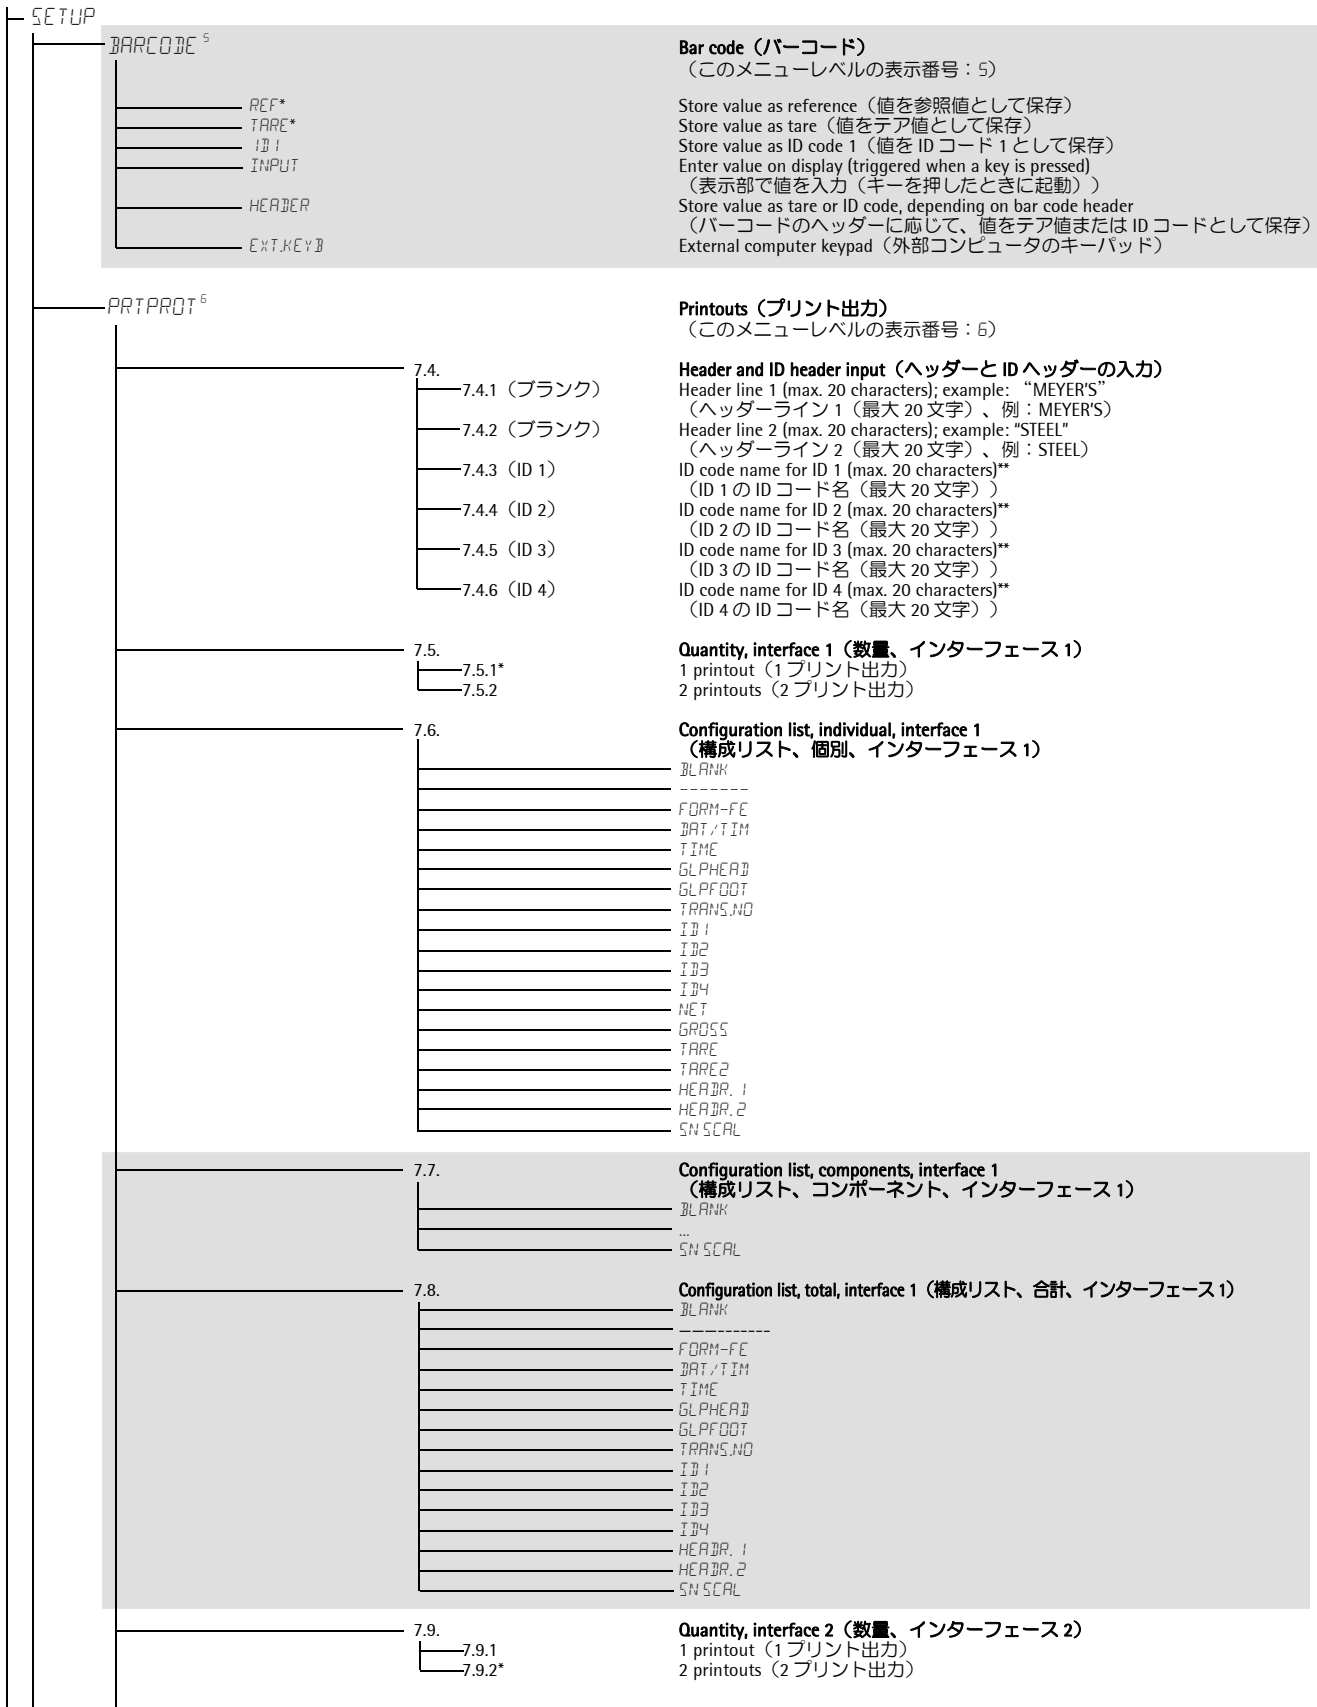 SETUP
BARCODE 5 Bar code（バーコード）
（このメニューレベルの表示番号：5）
REF* Store value as reference（値を参照値として保存）
TARE* Store value as tare（値をテア値として保存）
ID1 Store value as ID code 1（値を ID コード 1 として保存）
INPUT Enter value on display (triggered when a key is pressed)
（表示部で値を入力（キーを押したときに起動））
HEADER Store value as tare or ID code, depending on bar code header
（バーコードのヘッダーに応じて、値をテア値または ID コードとして保存）
EXT.KEYB External computer keypad（外部コンピュータのキーパッド）
PRTPROT 6 Printouts（プリント出力）
（このメニューレベルの表示番号：6）
7.4. Header and ID header input（ヘッダーと ID ヘッダーの入力）
7.4.1（ブランク） Header line 1 (max. 20 characters); example: “MEYER'S”
（ヘッダーライン 1（最大 20 文字）、例：MEYER'S）
7.4.2（ブランク） Header line 2 (max. 20 characters); example: "STEEL"
（ヘッダーライン 2（最大 20 文字）、例：STEEL）
7.4.3（ID 1） ID code name for ID 1 (max. 20 characters)**
（ID 1 の ID コード名（最大 20 文字））
7.4.4（ID 2） ID code name for ID 2 (max. 20 characters)**
（ID 2 の ID コード名（最大 20 文字））
7.4.5（ID 3） ID code name for ID 3 (max. 20 characters)**
（ID 3 の ID コード名（最大 20 文字））
7.4.6（ID 4） ID code name for ID 4 (max. 20 characters)**
（ID 4 の ID コード名（最大 20 文字））
7.5. Quantity, interface 1（数量、インターフェース 1）
7.5.1* 1 printout（1 プリント出力）
7.5.2 2 printouts（2 プリント出力）
7.6. Configuration list, individual, interface 1
（構成リスト、個別、インターフェース 1）
BLANK
-------
FORM-FE
DAT/TIM
TIME
GLPHEAD
GLPFOOT
TRANS.NO
ID1
ID2
ID3
ID4
NET
GROSS
TARE
TARE2
HEADR. 1
HEADR.2
SN SCAL
7.7. Configuration list, components, interface 1
（構成リスト、コンポーネント、インターフェース 1）
BLANK
...
SN SCAL
7.8. Configuration list, total, interface 1（構成リスト、合計、インターフェース 1）
BLANK
-----------
FORM-FE
DAT/TIM
TIME
GLPHEAD
GLPFOOT
TRANS.NO
ID1
ID2
ID3
ID4
HEADR. 1
HEADR.2
SN SCAL
7.9. Quantity, interface 2（数量、インターフェース 2）
7.9.1 1 printout（1 プリント出力）
7.9.2* 2 printouts（2 プリント出力）